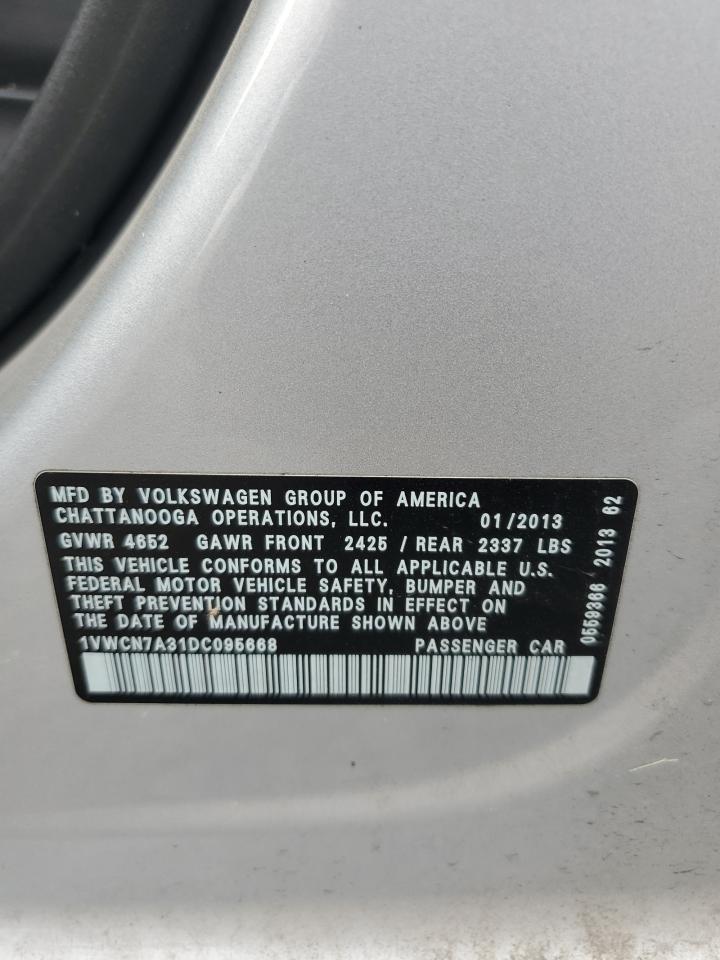 MFD BY VOLKSWAGEN GROUP OF AMERICA
CHATTANOOGA OPERATIONS, LLC. 01/2013
GVWR 4652 GAWR FRONT 2425 / REAR 2337 LBS
THIS VEHICLE CONFORMS TO ALL APPLICABLE U.S.
FEDERAL MOTOR VEHICLE SAFETY, BUMPER AND
THEFT PREVENTION STANDARDS IN EFFECT ON
THE DATE OF MANUFACTURE SHOWN ABOVE
1VWCN7A31DC095668 PASSENGER CAR
0559368 2013 62